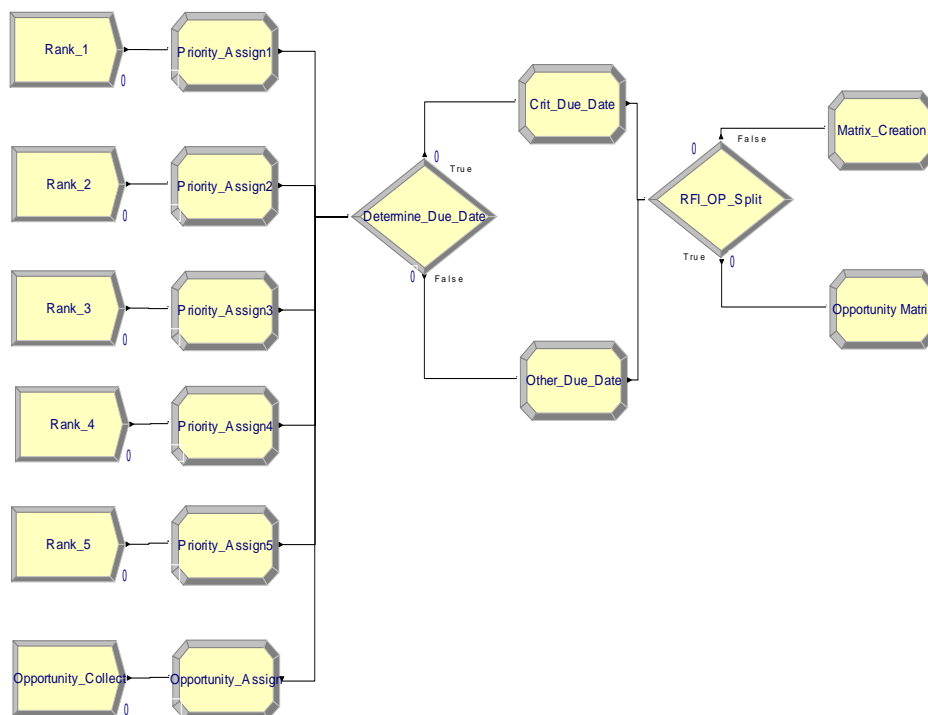 Rank_1
0
Priority_Assign1
Rank_2
0
Priority_Assign2
Rank_3
0
Priority_Assign3
Rank_4
0
Priority_Assign4
Rank_5
0
Priority_Assign5
Opportunity_Collect
0
Opportunity_Assign
Determine_Due_Date
0
True
0
False
Crit_Due_Date
Other_Due_Date
RFI_OP_Split
0
False
True
0
Matrix_Creation
Opportunity Matri